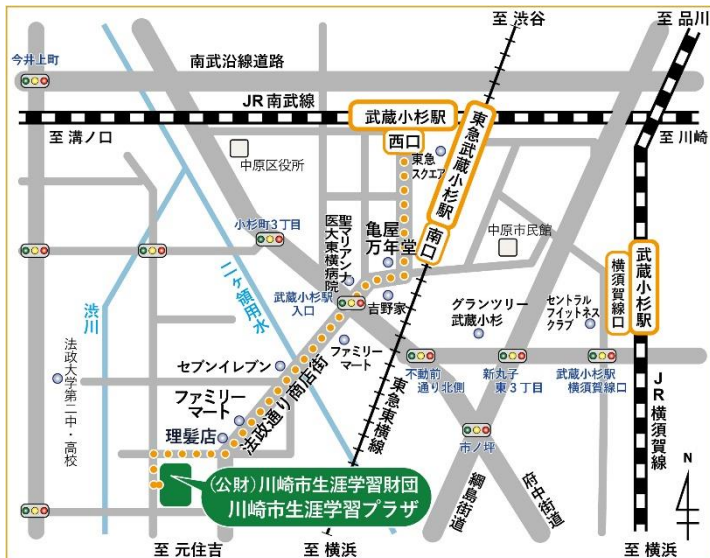 至 渋谷
至 品川
今井上町
南武沿線道路
JR南武線
武蔵小杉駅
西口
至 溝ノ口
至 川崎
中原区役所
東急
スクエア
東急武蔵小杉駅
南口
小杉町3丁目
聖マリアンナ
医大東横病院
亀屋
万年堂
中原市民館
武蔵小杉駅
横須賀線口
二ヶ領用水
渋川
武蔵小杉駅
入口
吉野家
グランツリー
武蔵小杉
セントラル
フィットネス
クラブ
法政大学第二中・高校
セブンイレブン
ファミリー
マート
法政通り商店街
ファミリー
マート
理髪店
東急東横線
不動前
通り北側
新丸子
東3丁目
武蔵小杉駅
横須賀線口
JR横須賀線
市ノ坪
綱島街道
府中街道
N
(公財)川崎市生涯学習財団
川崎市生涯学習プラザ
至 元住吉
至 横浜
至 横浜